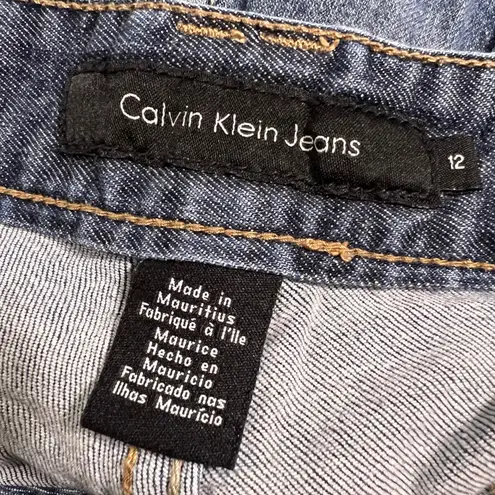 Calvin Klein Jeans
12
Made in
Mauritius
Fabriqué à l'Ile
Maurice
Hecho en
Mauricio
Fabricado nas
Ilhas Maurício